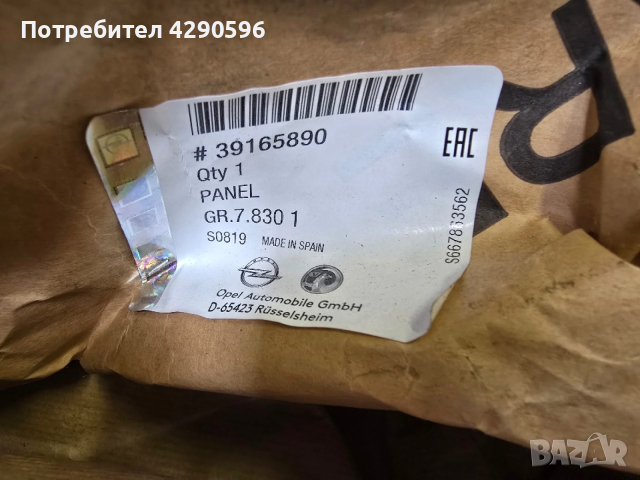 Потребител 4290596
# 39165890
Qty 1
PANEL
GR.7.830 1
S0819 MADE IN SPAIN
Opel Automobile GmbH
D-65423 Rüsselsheim
EAC
S667863562
R
BAZAR